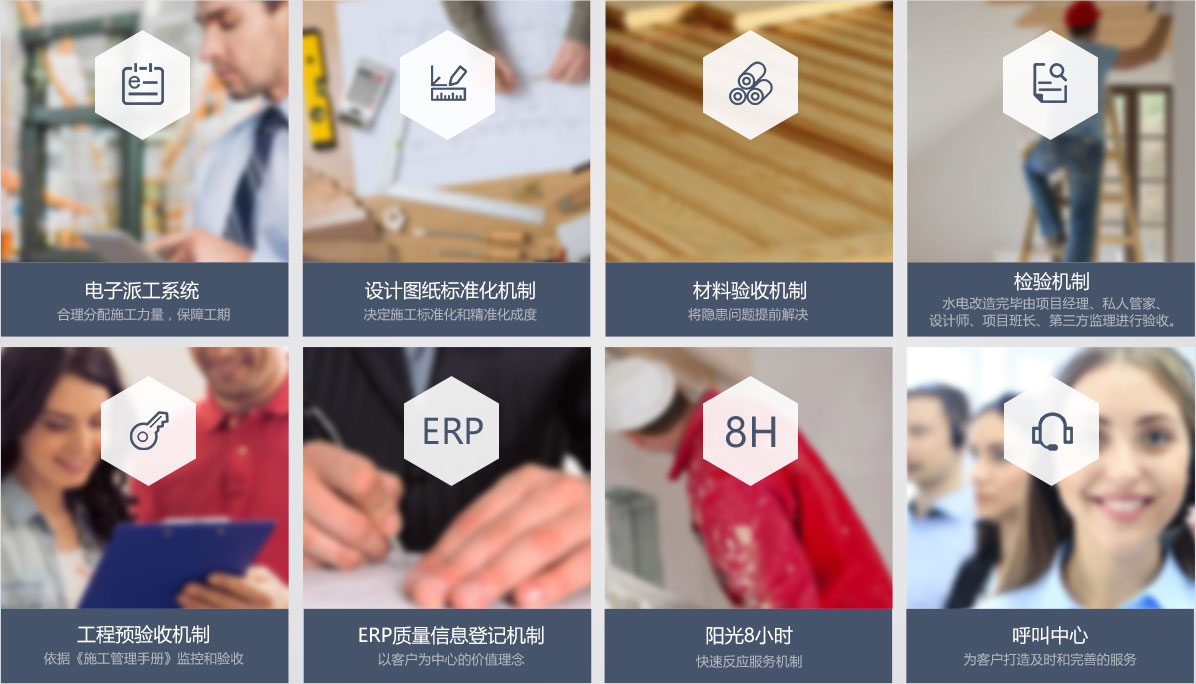 e
电子派工系统
合理分配施工力量，保障工期
设计图纸标准化机制
决定施工标准化和精准化成度
材料验收机制
将隐患问题提前解决
检验机制
水电改造完毕由项目经理、私人管家、
设计师、项目班长、第三方监理进行验收。
工程预验收机制
依据《施工管理手册》监控和验收
ERP
ERP质量信息登记机制
以客户为中心的价值理念
8H
阳光8小时
快速反应服务机制
呼叫中心
为客户打造及时和完善的服务